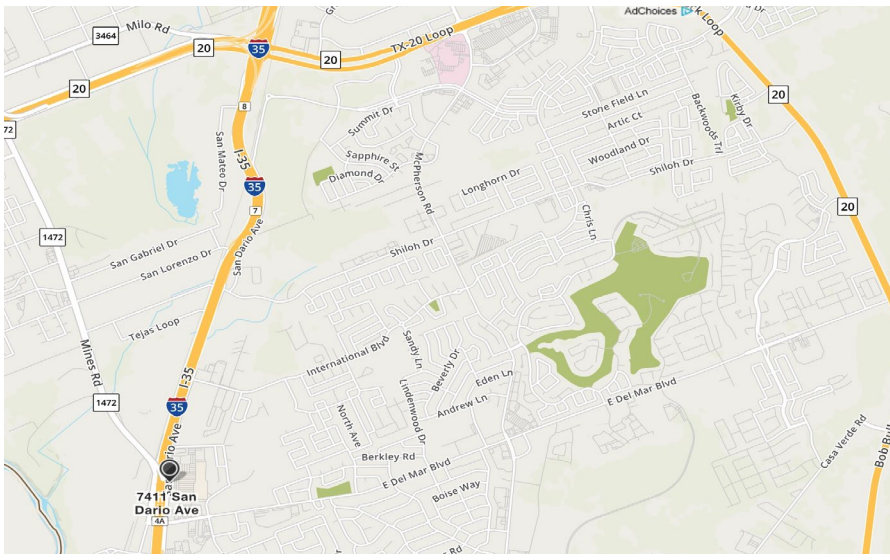 AdChoices
k Loop
Milo Rd
3464
20
35
20
TX-20 Loop
20
72
8
Summit Dr
Stone Field Ln
Artic Ct
Backwoods Trl
Kirby Dr
20
San Mateo Dr
I-35
35
Sapphire St
Diamond Dr
McPherson Rd
Longhorn Dr
Woodland Dr
Shiloh Dr
7
20
1472
San Gabriel Dr
San Lorenzo Dr
San Dario Ave
Shiloh Dr
Chris Ln
Tejas Loop
Mines Rd
International Blvd
Sandy Ln
Beverly Dr
Eden Ln
I-35
35
1472
Lindenwood Dr
Andrew Ln
E Del Mar Blvd
North Ave
Berkley Rd
E Del Mar Blvd
Boise Way
Casa Verde Rd
Bob Bull
7411 San
Dario Ave
4A